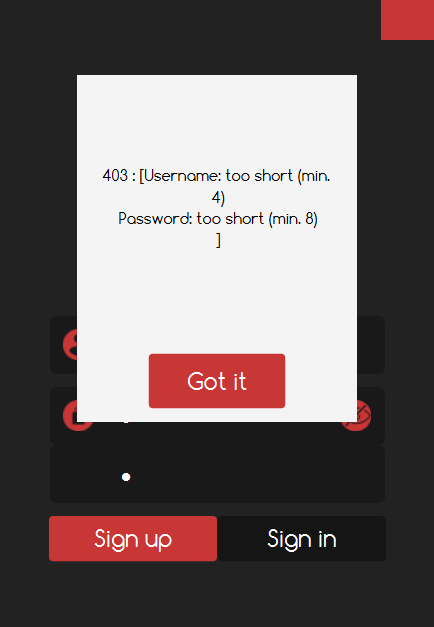 403 : [Username: too short (min.
4)
Password: too short (min. 8)
]
Got it
Sign up
Sign in